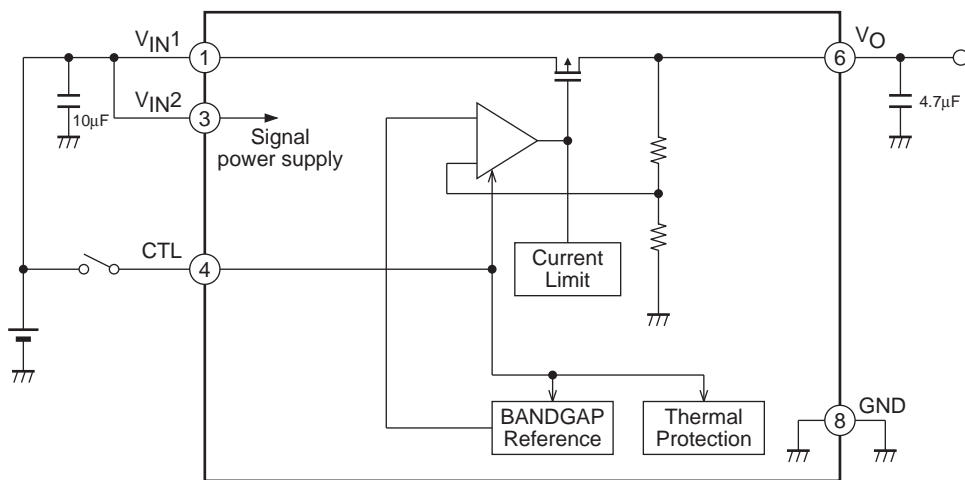 VIN1
1
VO
6
10μF
VIN2
3
4.7μF
Signal
power supply
CTL
4
Current
Limit
BANDGAP
Reference
Thermal
Protection
GND
8